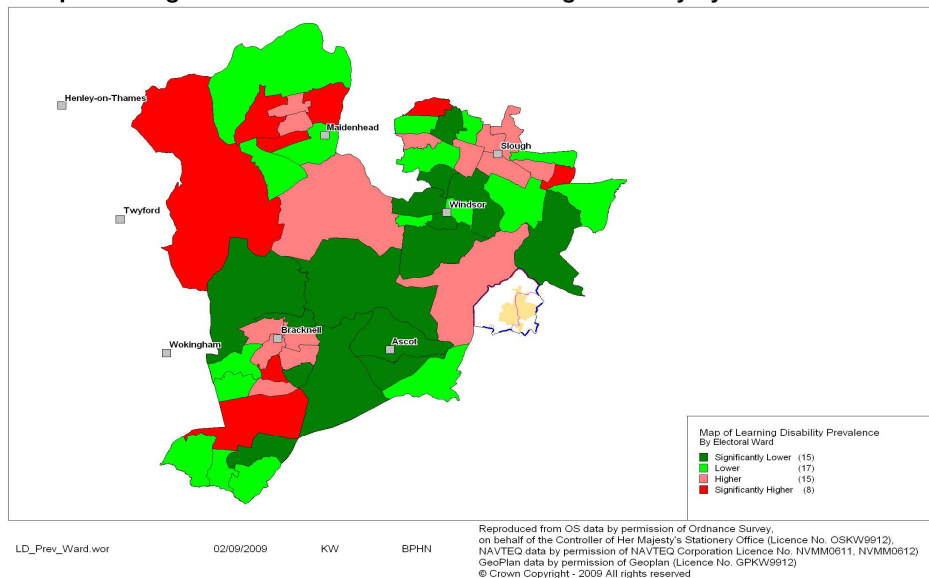 Henley-on-Thames
Maidenhead
Slough
Twyford
Windsor
Bracknell
Wokingham
Ascot
Map of Learning Disability Prevalence
By Electoral Ward
Significantly Lower (15)
Lower (17)
Higher (15)
Significantly Higher (8)
LD_Prev_Ward.wor 02/09/2009 KW BPHN
Reproduced from OS data by permission of Ordnance Survey,
on behalf of the Controller of Her Majesty's Stationery Office (Licence No. OSKW9912),
NAVTEQ data by permission of NAVTEQ Corporation Licence No. NVMM0611, NVMM0612)
GeoPlan data by permission of Geoplan (Licence No. GPKW9912)
© Crown Copyright - 2009 All rights reserved